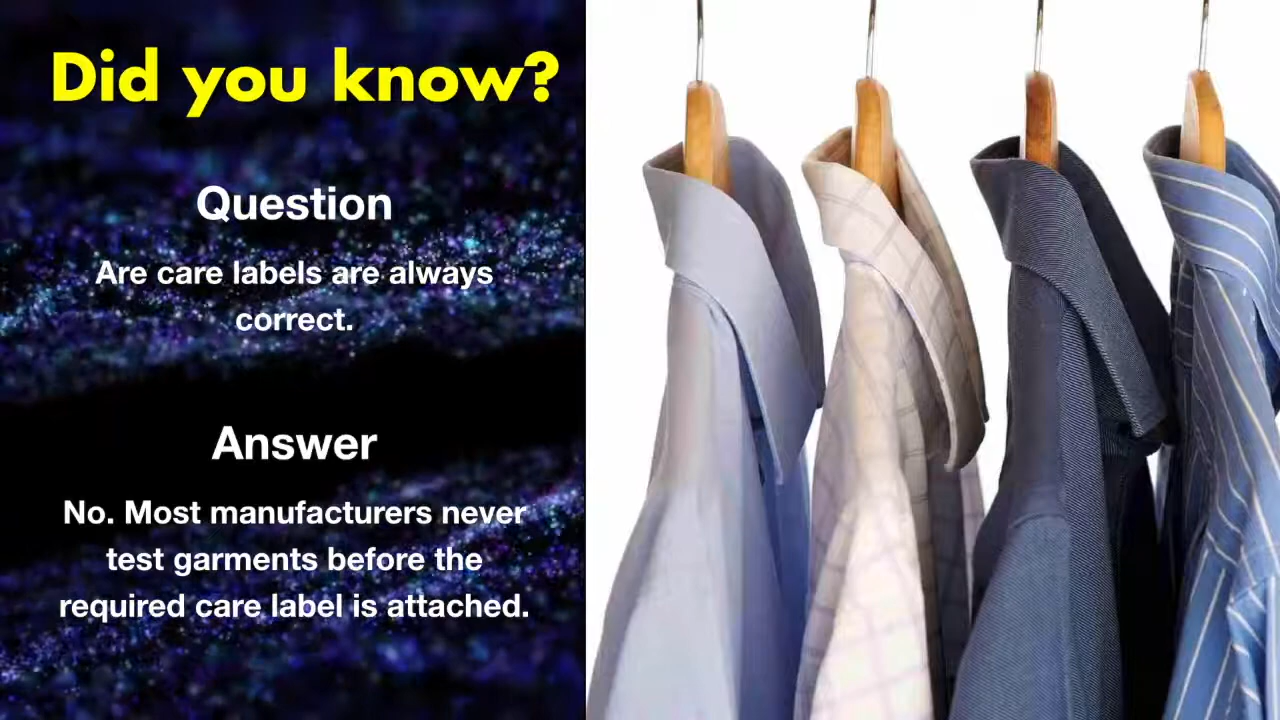 Did you know?
Question
Are care labels are always
correct.
Answer
No. Most manufacturers never
test garments before the
required care label is attached.